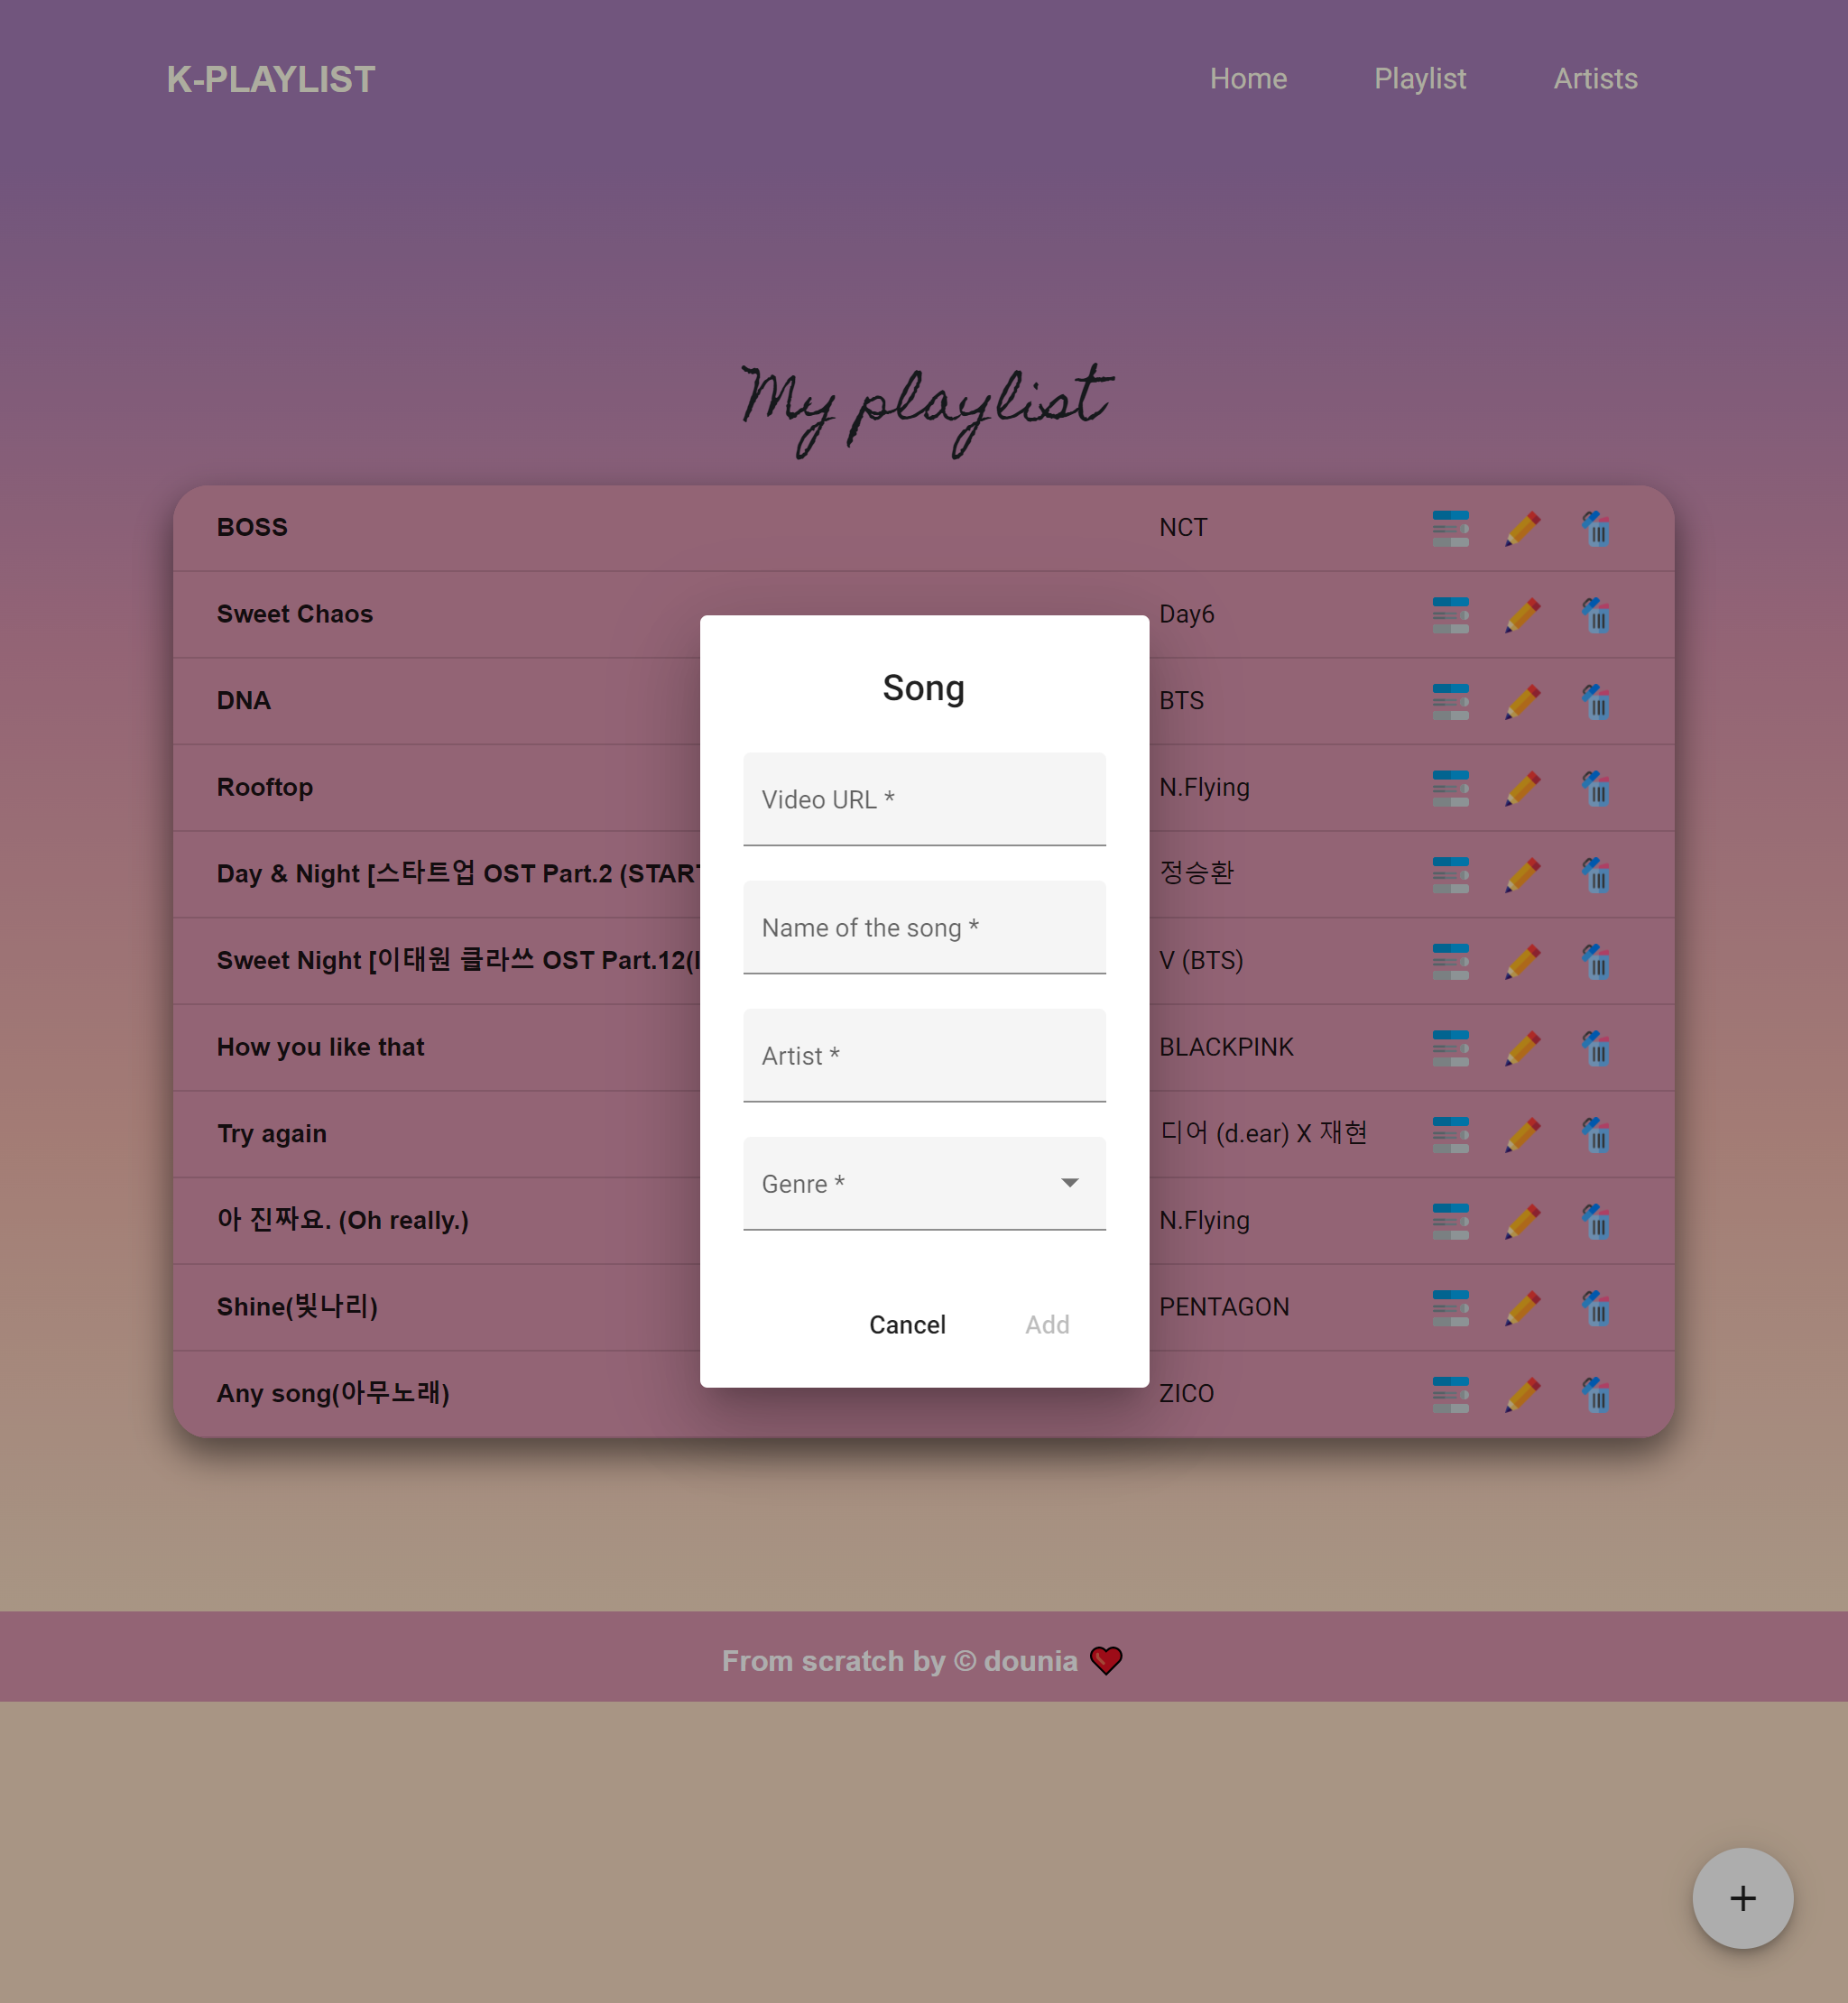 K-PLAYLIST
Home Playlist Artists
My playlist
BOSS NCT
Sweet Chaos Day6
DNA BTS
Rooftop N.Flying
Day & Night [스타트업 OST Part.2 (START 정승환
Sweet Night [이태원 클라쓰 OST Part.12( V (BTS)
How you like that BLACKPINK
Try again 디어 (d.ear) X 재현
아 진짜요. (Oh really.) N.Flying
Shine(빛나리) PENTAGON
Any song(아무노래) ZICO
Song
Video URL *
Name of the song *
Artist *
Genre *
Cancel Add
From scratch by © dounia
+